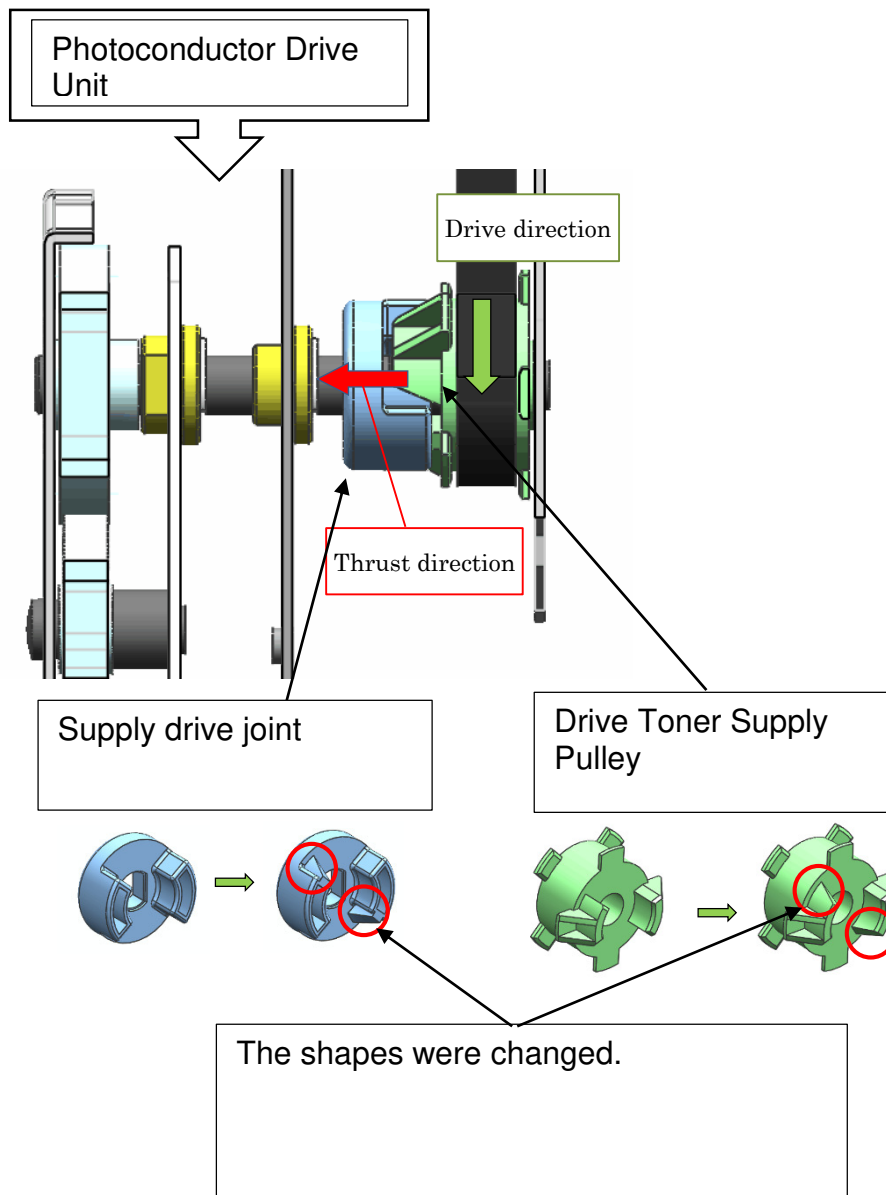 Photoconductor Drive
Unit
Drive direction
Thrust direction
Supply drive joint
Drive Toner Supply
Pulley
The shapes were changed.